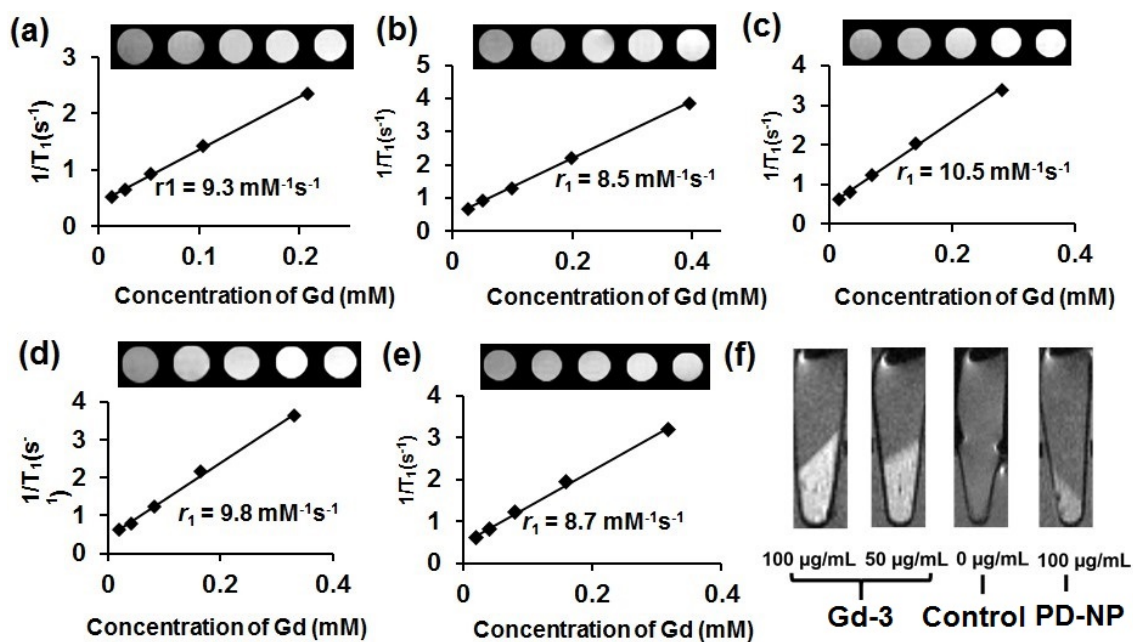 (a)
3
2
1
0
1/T1(s-1)
r1 = 9.3 mM-1s-1
0 0.1 0.2
Concentration of Gd (mM)
(b)
5
4
3
2
1
0
1/T1(s-1)
r1 = 8.5 mM-1s-1
0 0.2 0.4
Concentration of Gd (mM)
(c)
4
3
2
1
0
1/T1(s-1)
r1 = 10.5 mM-1s-1
0 0.2 0.4
Concentration of Gd (mM)
(d)
4
3
2
1
0
1/T1(s-
1)
r1 = 9.8 mM-1s-1
0 0.2 0.4
Concentration of Gd (mM)
(e)
4
3
2
1
0
1/T1(s-1)
r1 = 8.7 mM-1s-1
0 0.2 0.4
Concentration of Gd (mM)
(f)
100 µg/mL 50 µg/mL 0 µg/mL 100 µg/mL
Gd-3 Control PD-NP